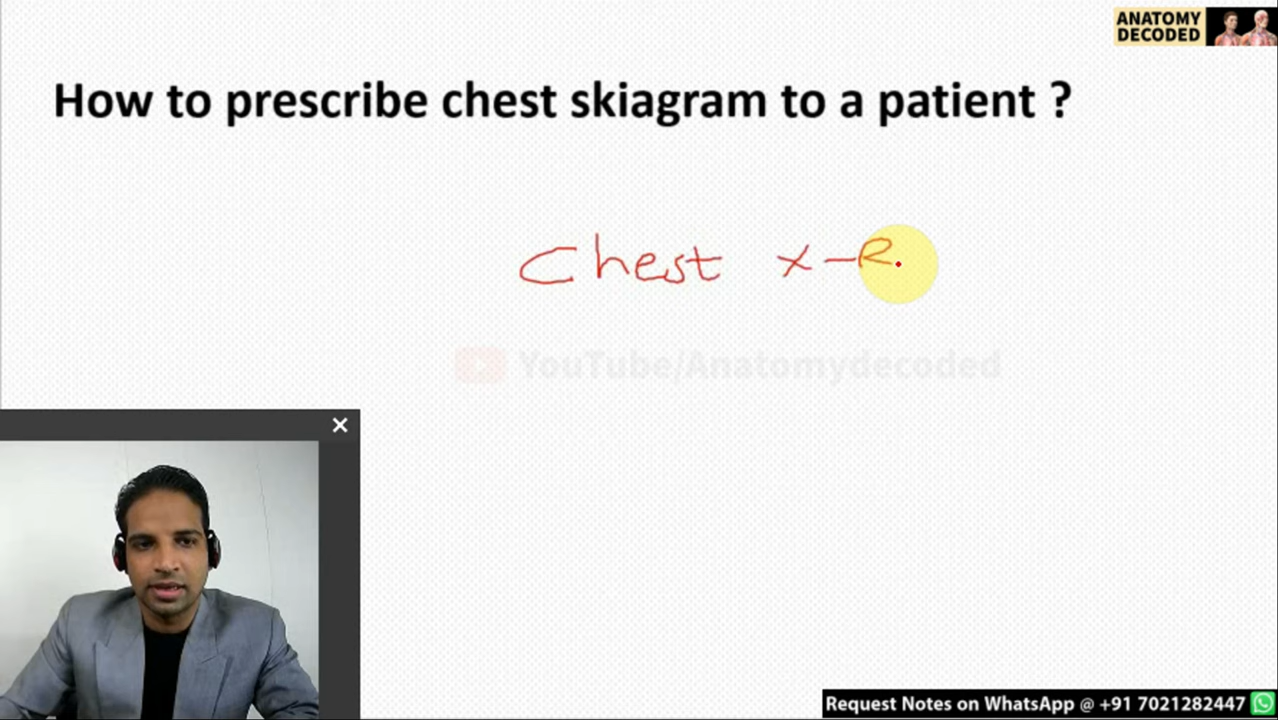 ANATOMY
DECODED
How to prescribe chest skiagram to a patient ?
Chest X-R
YouTube/Anatomydecoded
Request Notes on WhatsApp @ +91 7021282447